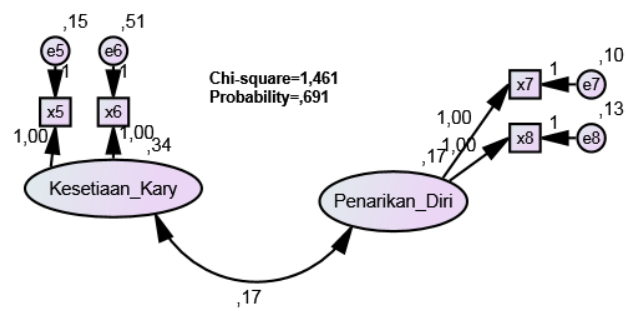 ,15
,51
e5
e6
1
1
Chi-square=1,461
Probability=,691
,10
x7
1
e7
x5
x6
,13
1,00
1,00
1,00
x8
1
e8
,34
,17
1,00
Kesetiaan_Kary
Penarikan_Diri
,17